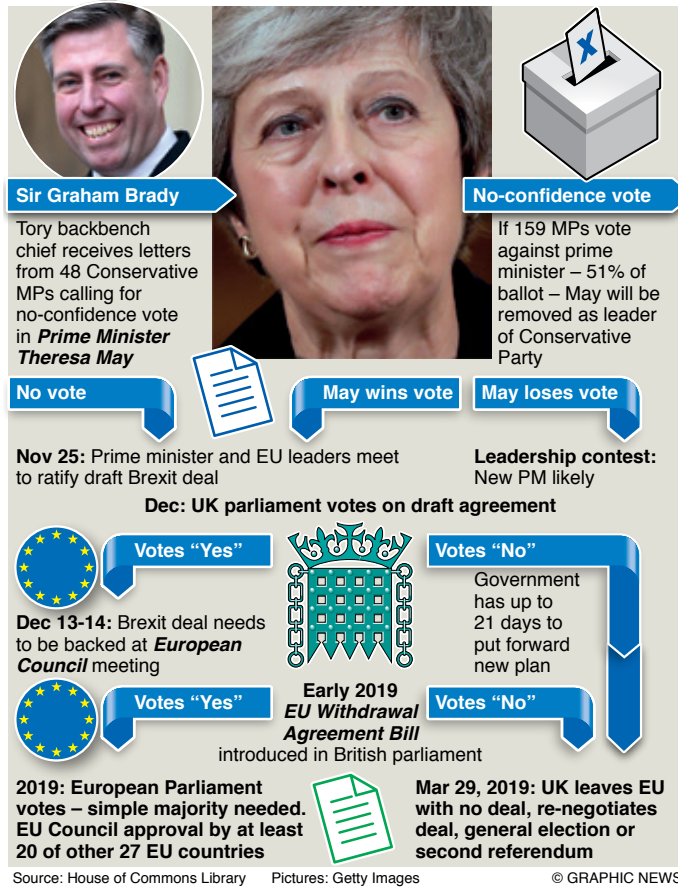 Sir Graham Brady
Tory backbench
chief receives letters
from 48 Conservative
MPs calling for
no-confidence vote
in Prime Minister
Theresa May
X
No-confidence vote
If 159 MPs vote
against prime
minister – 51% of
ballot – May will be
removed as leader
of Conservative
Party
No vote
May wins vote
May loses vote
Nov 25: Prime minister and EU leaders meet
to ratify draft Brexit deal
Leadership contest:
New PM likely
Dec: UK parliament votes on draft agreement
Votes “Yes”
Votes “No”
Government
has up to
21 days to
put forward
new plan
Dec 13-14: Brexit deal needs
to be backed at European
Council meeting
Votes “Yes”
Early 2019
EU Withdrawal
Agreement Bill
introduced in British parliament
Votes “No”
2019: European Parliament
votes – simple majority needed.
EU Council approval by at least
20 of other 27 EU countries
Mar 29, 2019: UK leaves EU
with no deal, re-negotiates
deal, general election or
second referendum
Source: House of Commons Library
Pictures: Getty Images
© GRAPHIC NEWS